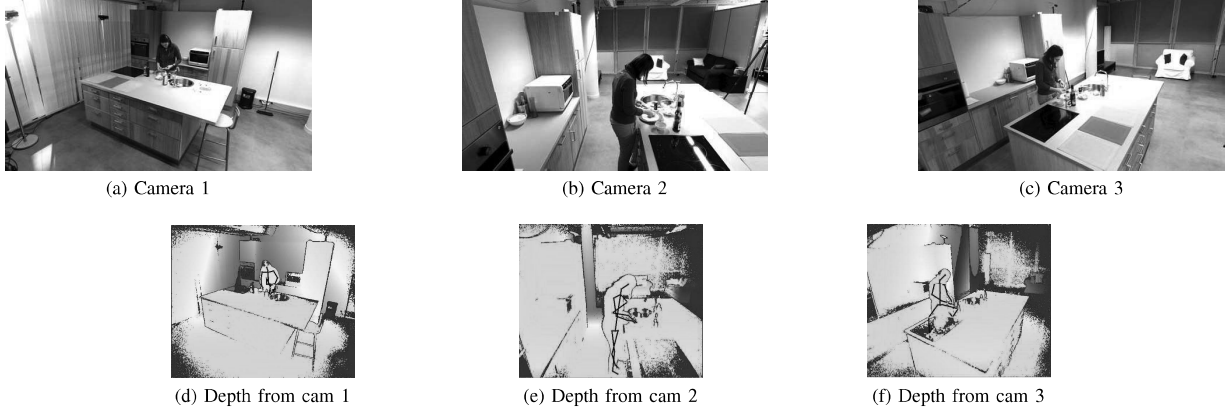 (a) Camera 1
(b) Camera 2
(c) Camera 3
(d) Depth from cam 1
(e) Depth from cam 2
(f) Depth from cam 3